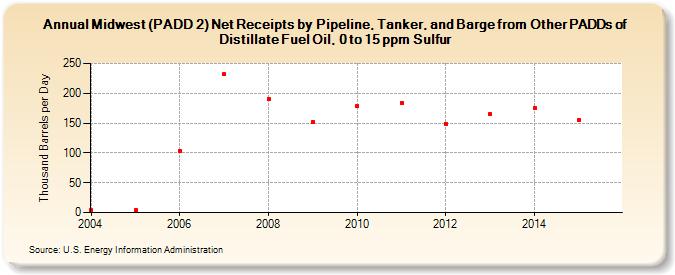 Annual Midwest (PADD 2) Net Receipts by Pipeline, Tanker, and Barge from Other PADDs of
Distillate Fuel Oil, 0 to 15 ppm Sulfur
Thousand Barrels per Day
250
200
150
100
50
0
2004 2006 2008 2010 2012 2014
Source: U.S. Energy Information Administration